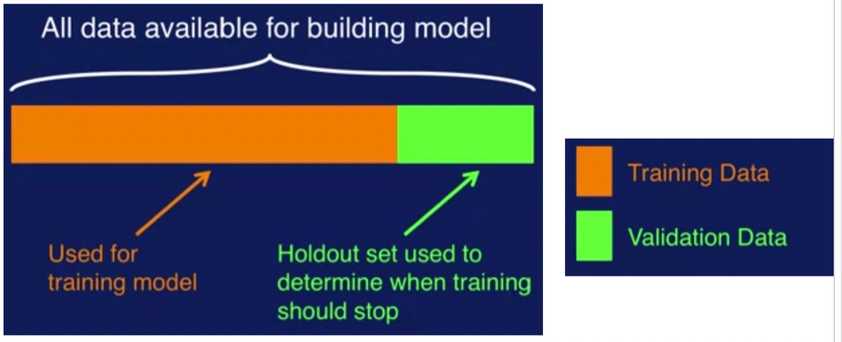 All data available for building model
Used for
training model
Holdout set used to
determine when training
should stop
Training Data
Validation Data